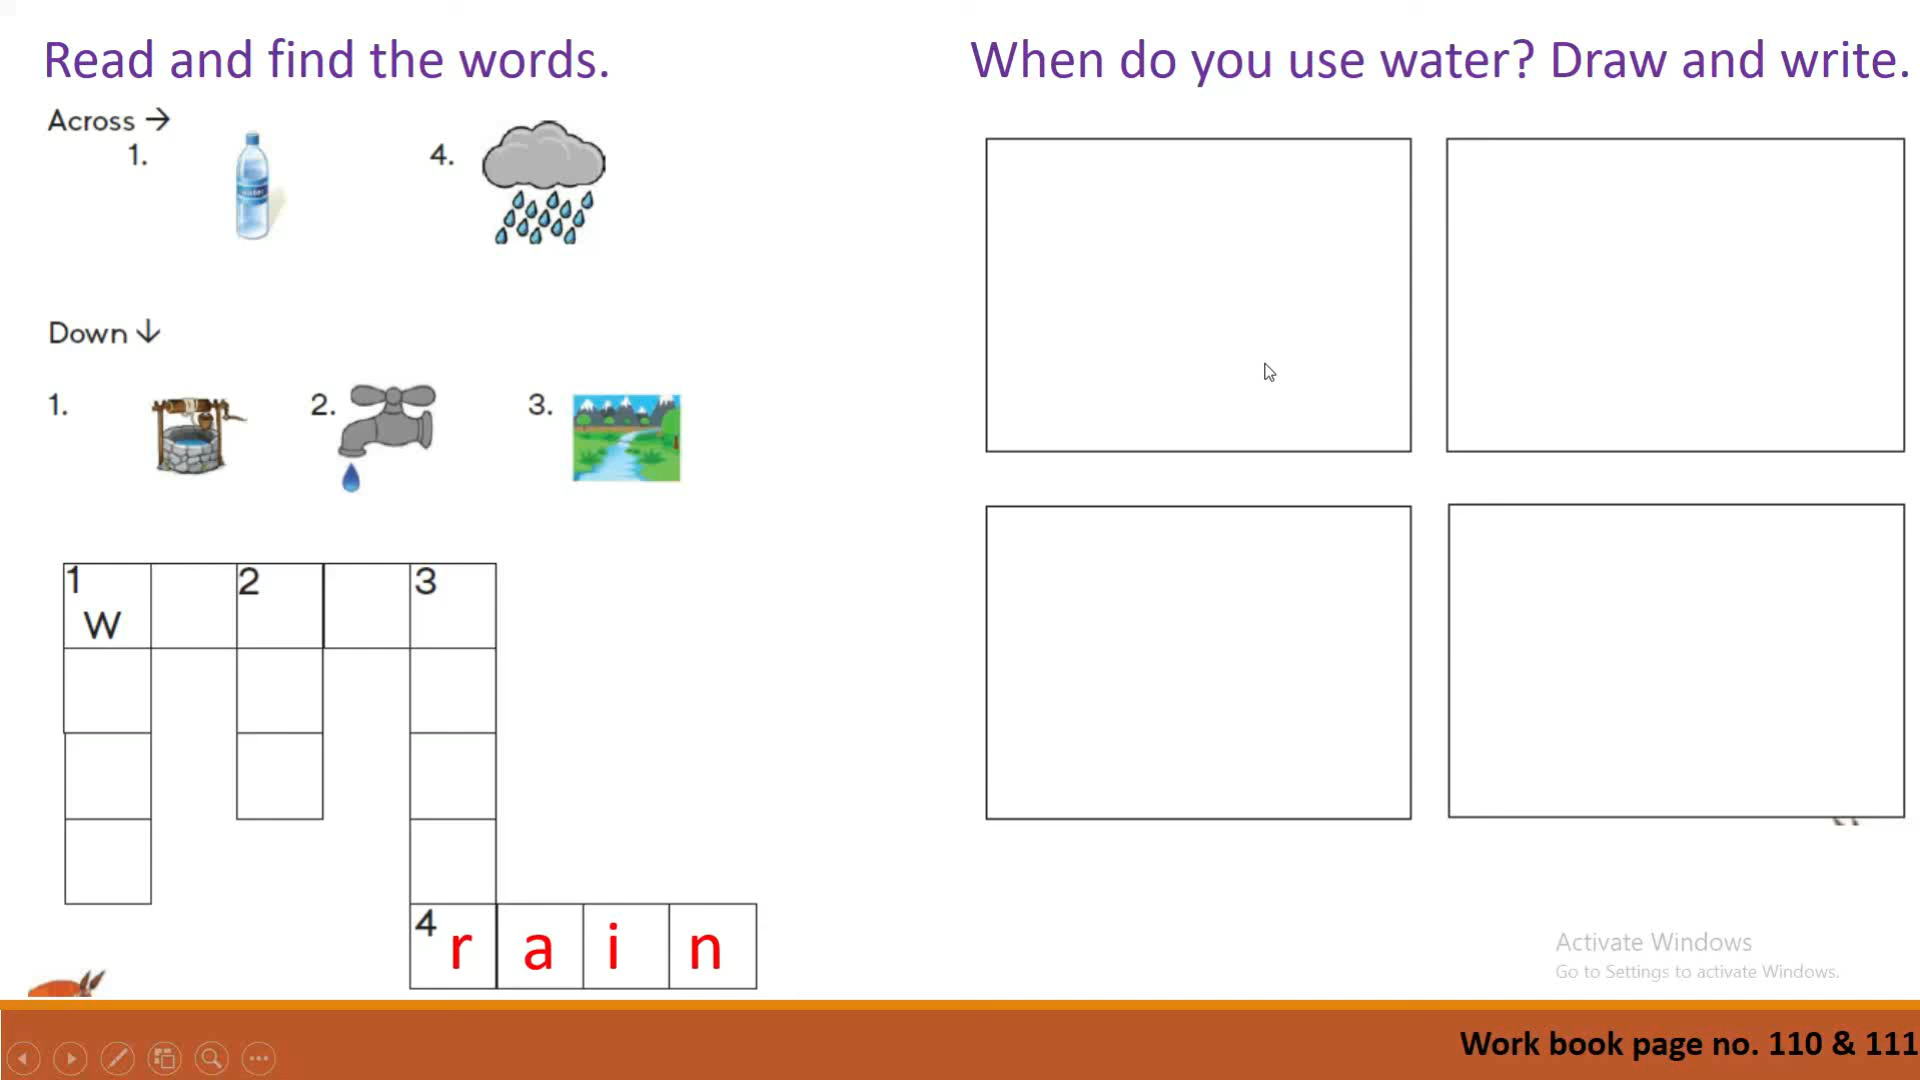 Read and find the words.
Across →
1.
4.
water
Down ↓
1.
2.
3.
1 2 3
W
4 r a i n
When do you use water? Draw and write.
Activate Windows
Go to Settings to activate Windows.
Work book page no. 110 & 111